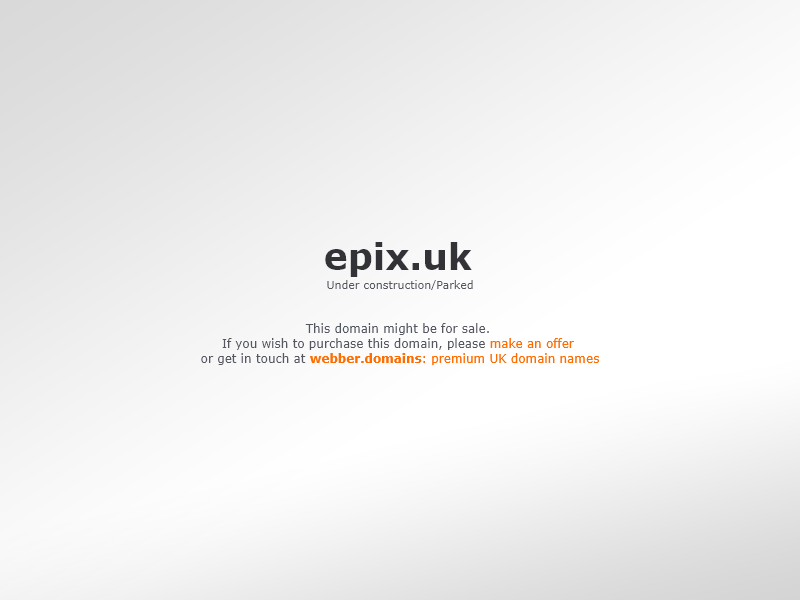 epix.uk
Under construction/Parked
This domain might be for sale.
If you wish to purchase this domain, please make an offer
or get in touch at webber.domains: premium UK domain names